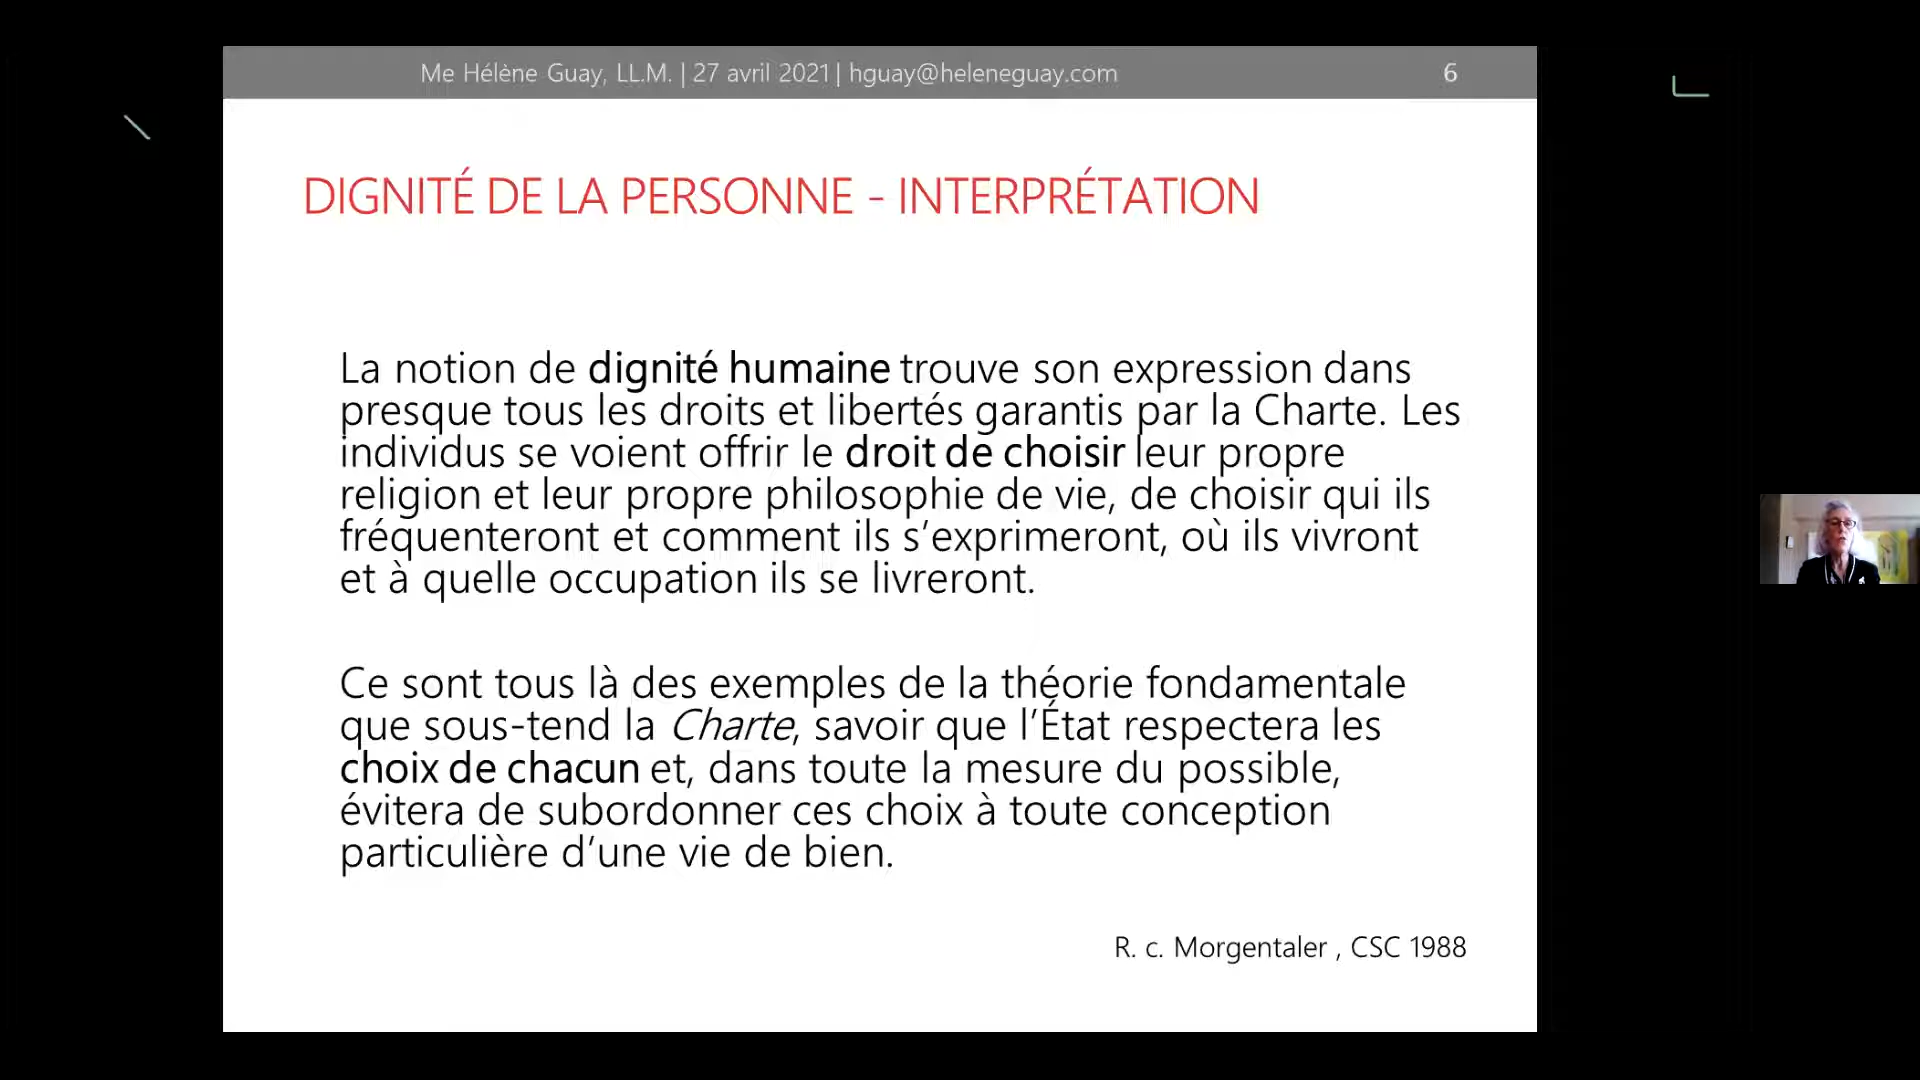 Me Hélène Guay, LL.M. | 27 avril 2021 | hguay@heleneguay.com 6
DIGNITÉ DE LA PERSONNE - INTERPRÉTATION
La notion de dignité humaine trouve son expression dans
presque tous les droits et libertés garantis par la Charte. Les
individus se voient offrir le droit de choisir leur propre
religion et leur propre philosophie de vie, de choisir qui ils
fréquenteront et comment ils s’exprimeront, où ils vivront
et à quelle occupation ils se livreront.
Ce sont tous là des exemples de la théorie fondamentale
que sous-tend la Charte, savoir que l’État respectera les
choix de chacun et, dans toute la mesure du possible,
évitera de subordonner ces choix à toute conception
particulière d’une vie de bien.
R. c. Morgentaler , CSC 1988